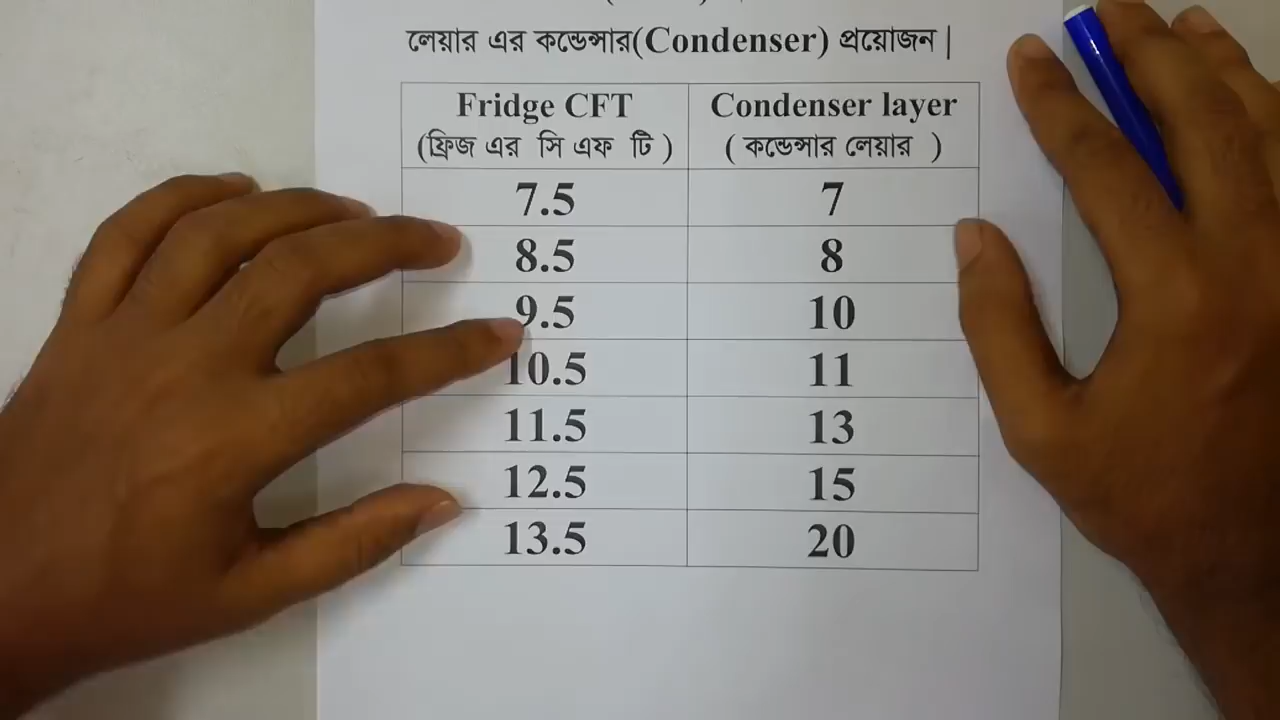 লেয়ার এর কন্ডেন্সার(Condenser) প্রয়োজন |
Fridge CFT Condenser layer
(ফ্রিজ এর সি এফ টি ) ( কন্ডেন্সার লেয়ার )
7.5 7
8.5 8
9.5 10
10.5 11
11.5 13
12.5 15
13.5 20